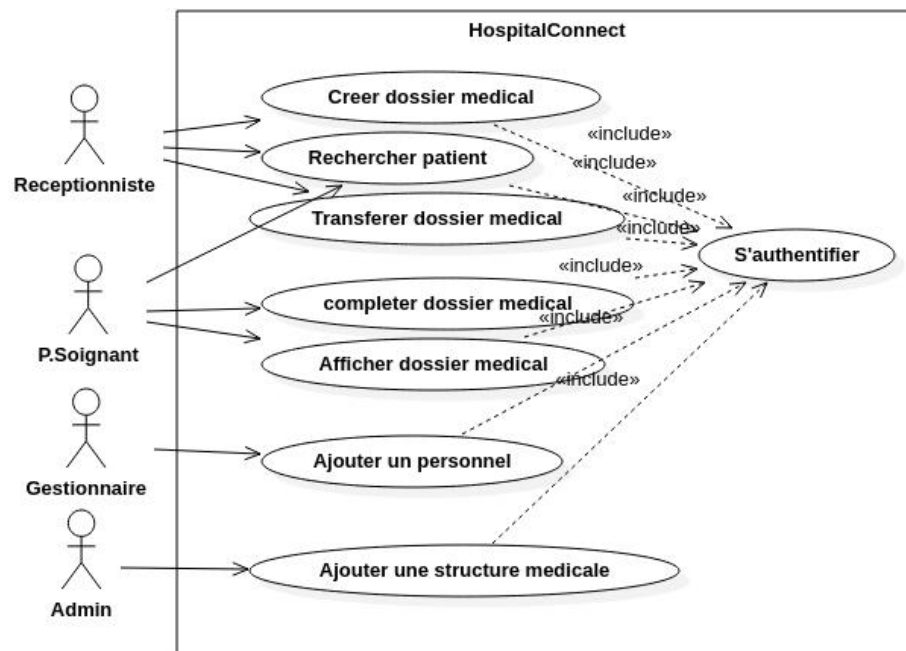 HospitalConnect
Creer dossier medical
«include»
Rechercher patient
«include»
Receptionniste
«include»
Transferer dossier medical
«include»
S'authentifier
«include»
completer dossier medical
«include»
P.Soignant
Afficher dossier medical
«include»
Ajouter un personnel
Gestionnaire
Ajouter une structure medicale
Admin